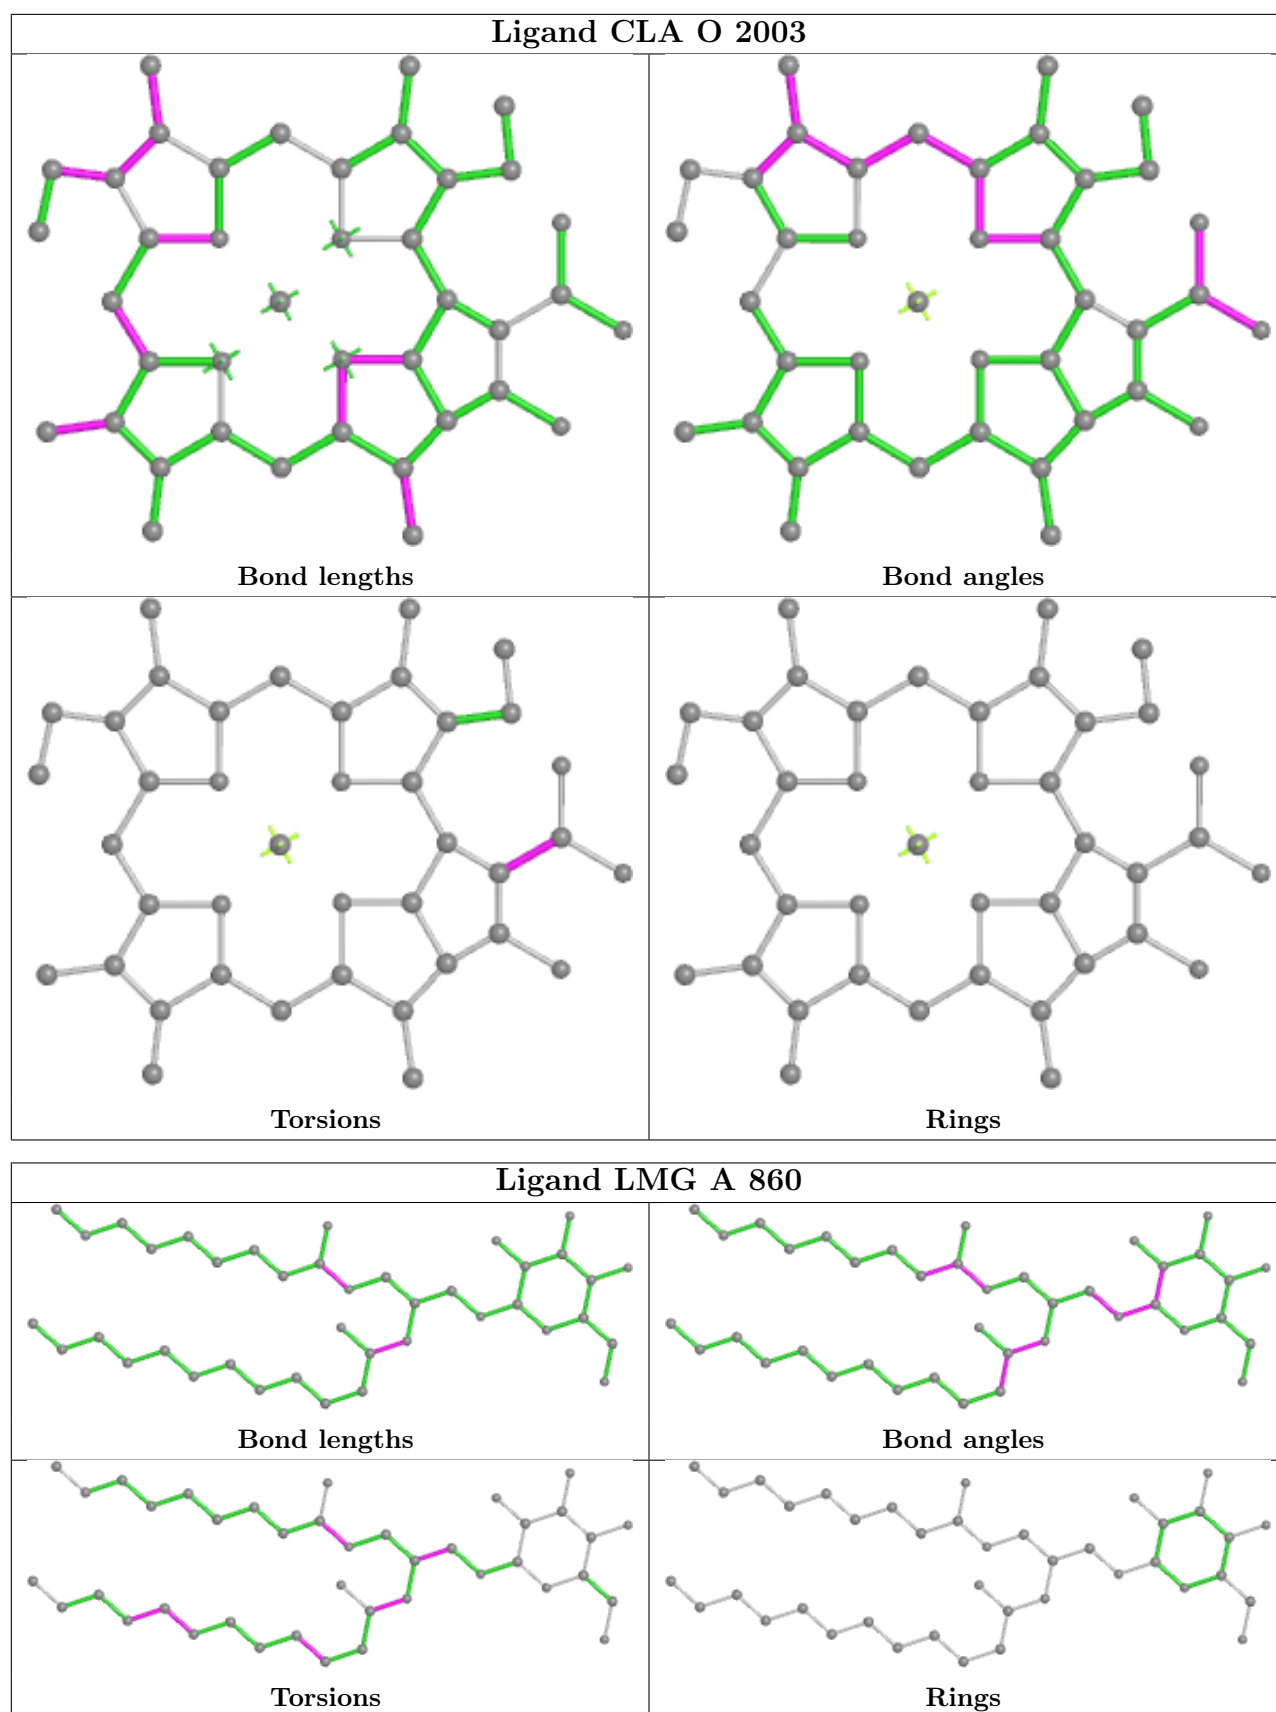 Ligand CLA O 2003
Bond lengths
Bond angles
Torsions
Rings
Ligand LMG A 860
Bond lengths
Bond angles
Torsions
Rings